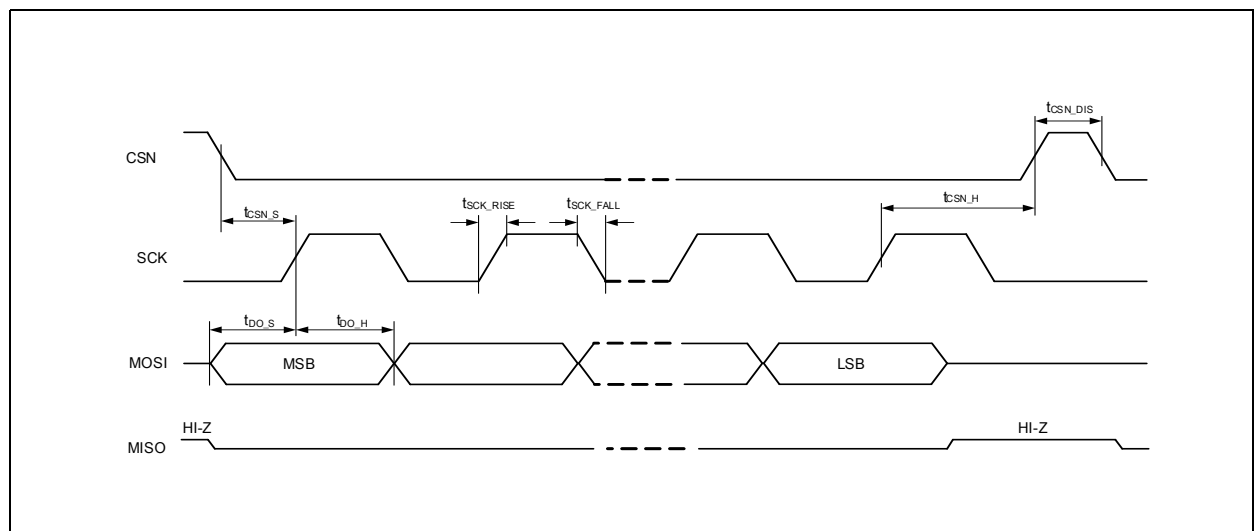 tCSN_DIS
CSN
tCSN_S
tSCK_RISE
tSCK_FALL
tCSN_H
SCK
tDO_S
tDO_H
MOSI
MSB
LSB
HI-Z
HI-Z
MISO